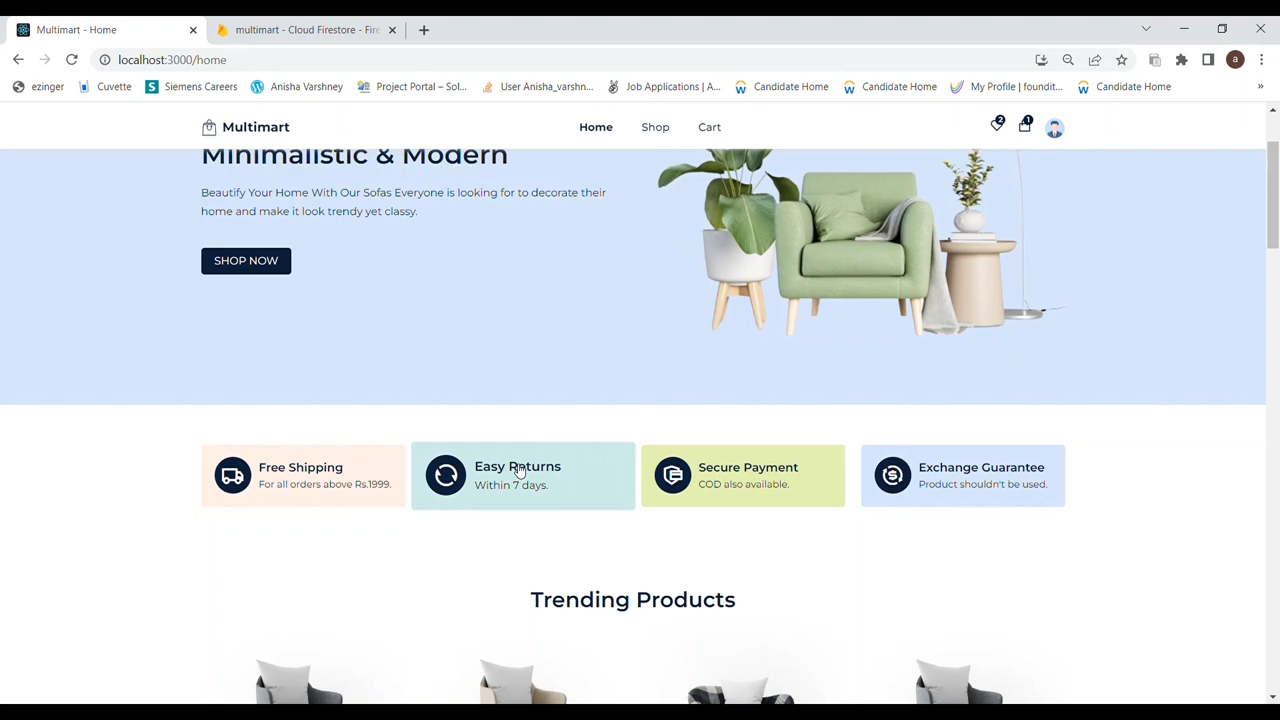 Multimart - Home
multimart - Cloud Firestore - Fire
localhost:3000/home
a
ezinger
Cuvette
Siemens Careers
Anisha Varshney
Project Portal – Sol...
User Anisha_varshn...
Job Applications | A...
Candidate Home
Candidate Home
My Profile | foundit...
Candidate Home
»
Multimart
Home
Shop
Cart
2
1
Minimalistic & Modern
Beautify Your Home With Our Sofas Everyone is looking for to decorate their
home and make it look trendy yet classy.
SHOP NOW
Free Shipping
For all orders above Rs.1999.
Easy Returns
Within 7 days.
Secure Payment
COD also available.
Exchange Guarantee
Product shouldn't be used.
Trending Products